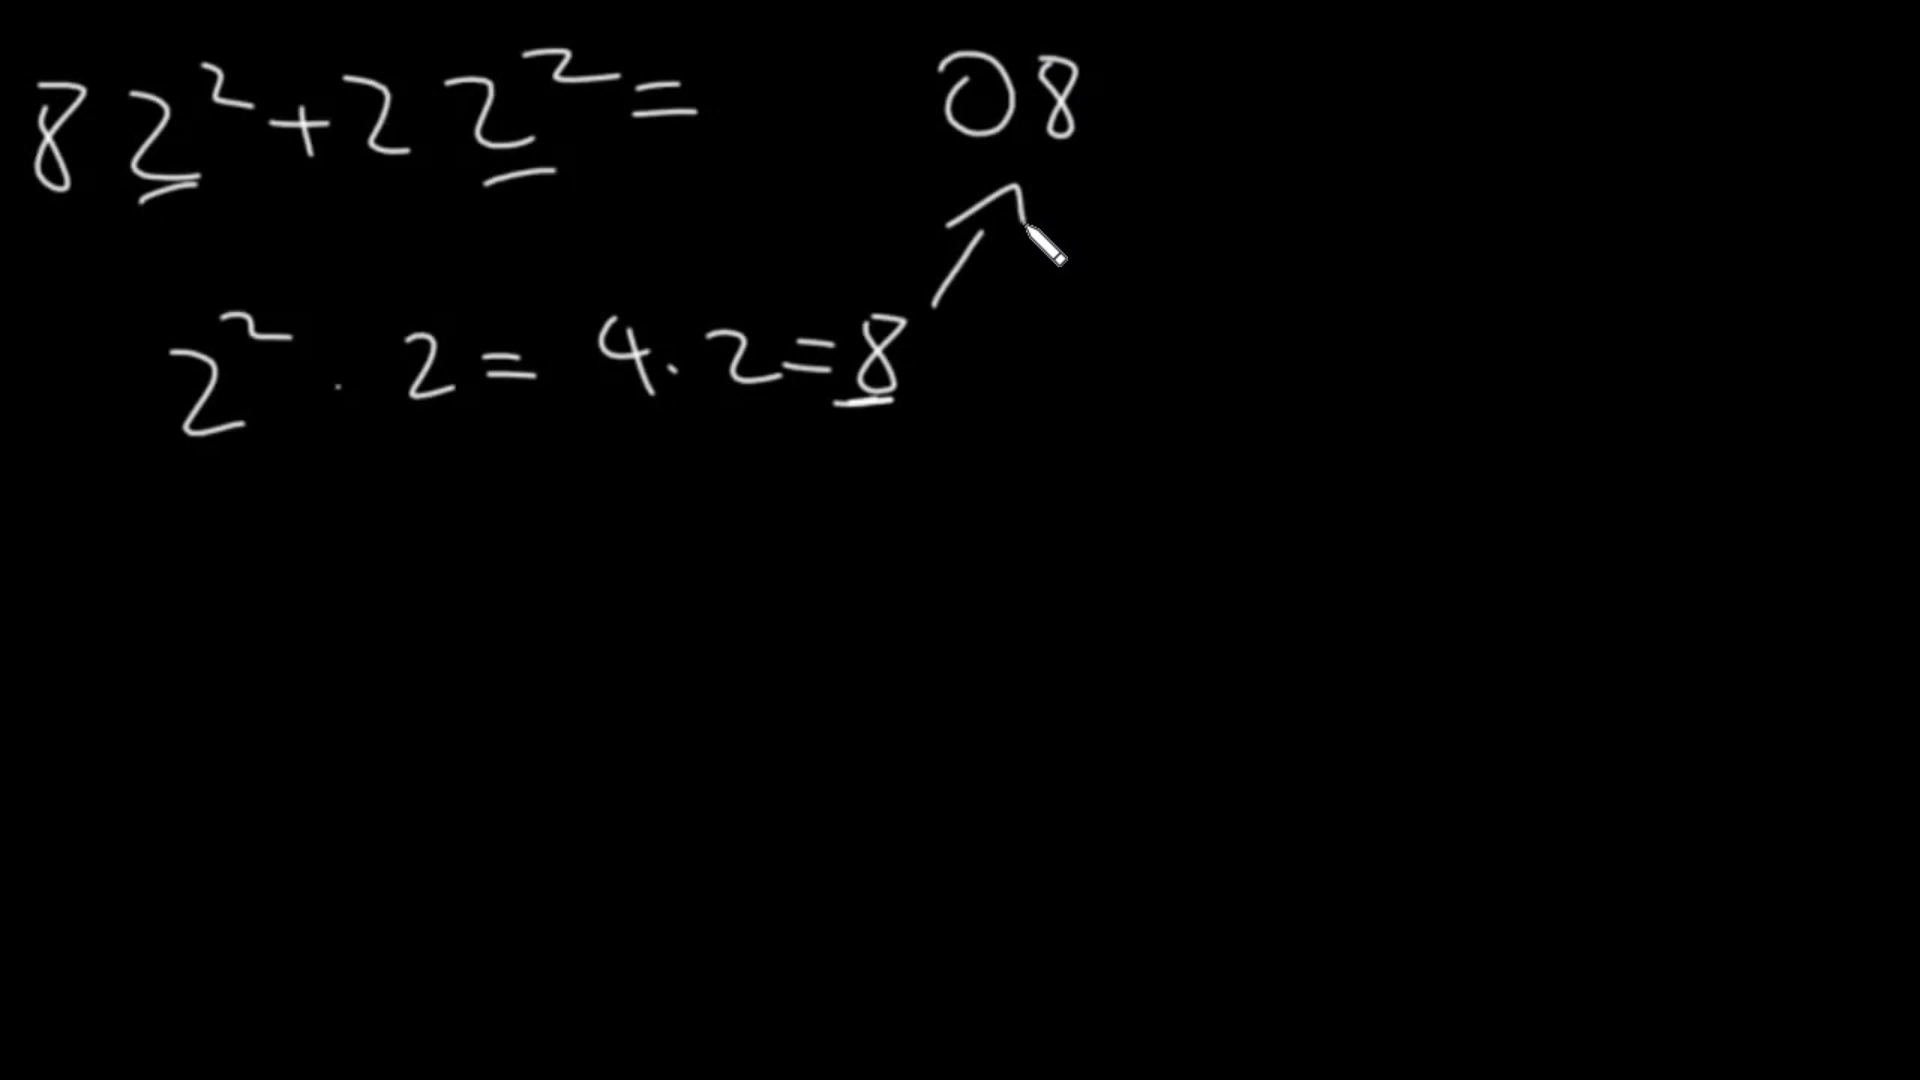 82² + 22² = 08
2² · 2 = 4 · 2 = 8